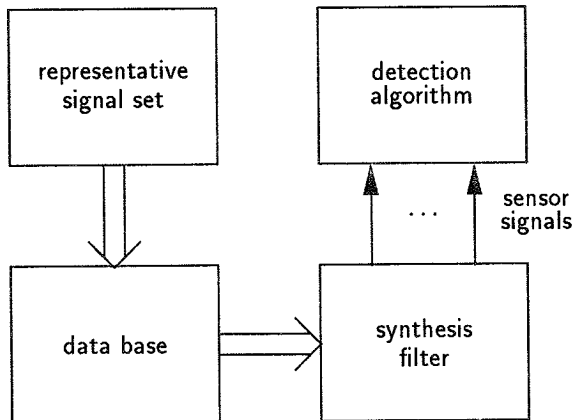 representative
signal set
detection
algorithm
...
sensor
signals
data base
synthesis
filter